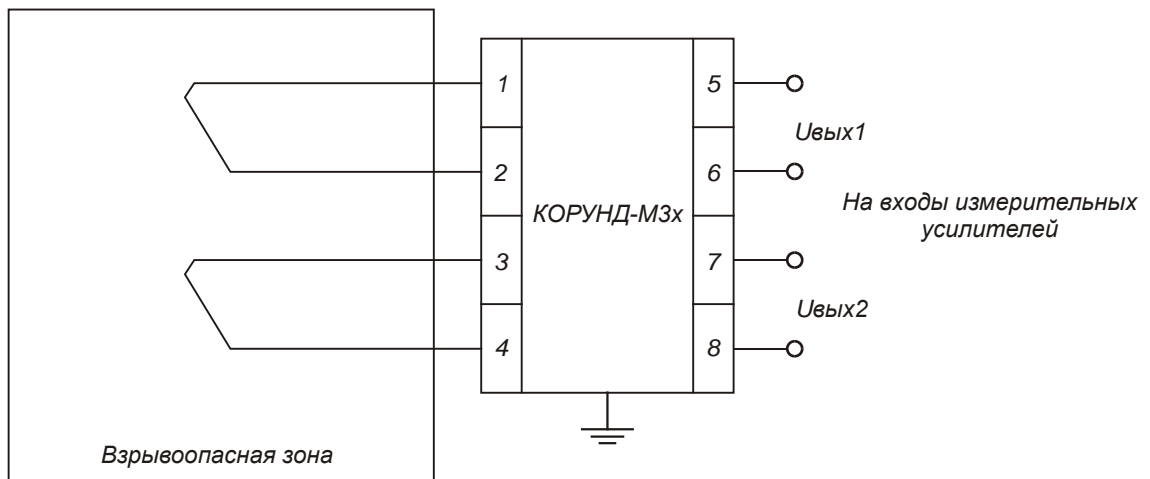 1
5
Uвых1
2
6
КОРУНД-М3х
На входы измерительных
усилителей
3
7
Uвых2
4
8
Взрывоопасная зона